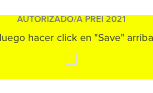 AUTORIZADO/A PREI 2021
luego hacer click en "Save" arriba